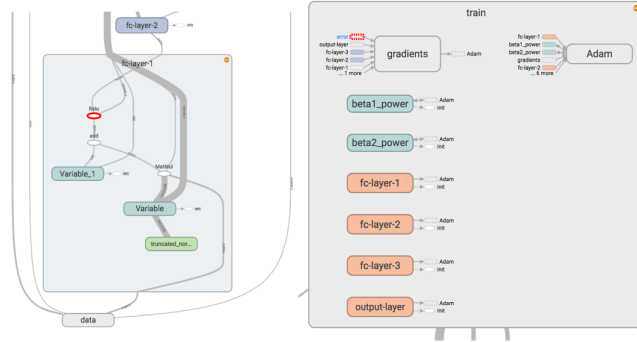 fc-layer-2
init
fc-layer-1
Relu
add
Variable_1
init
MatMul
Variable
init
truncated_nor...
data
train
error
output-layer
fc-layer-3
fc-layer-2
fc-layer-1
... 1 more
gradients
Adam
fc-layer-1
beta1_power
beta2_power
gradients
fc-layer-2
... 6 more
Adam
beta1_power
Adam
init
beta2_power
Adam
init
fc-layer-1
Adam
init
fc-layer-2
Adam
init
fc-layer-3
Adam
init
output-layer
Adam
init